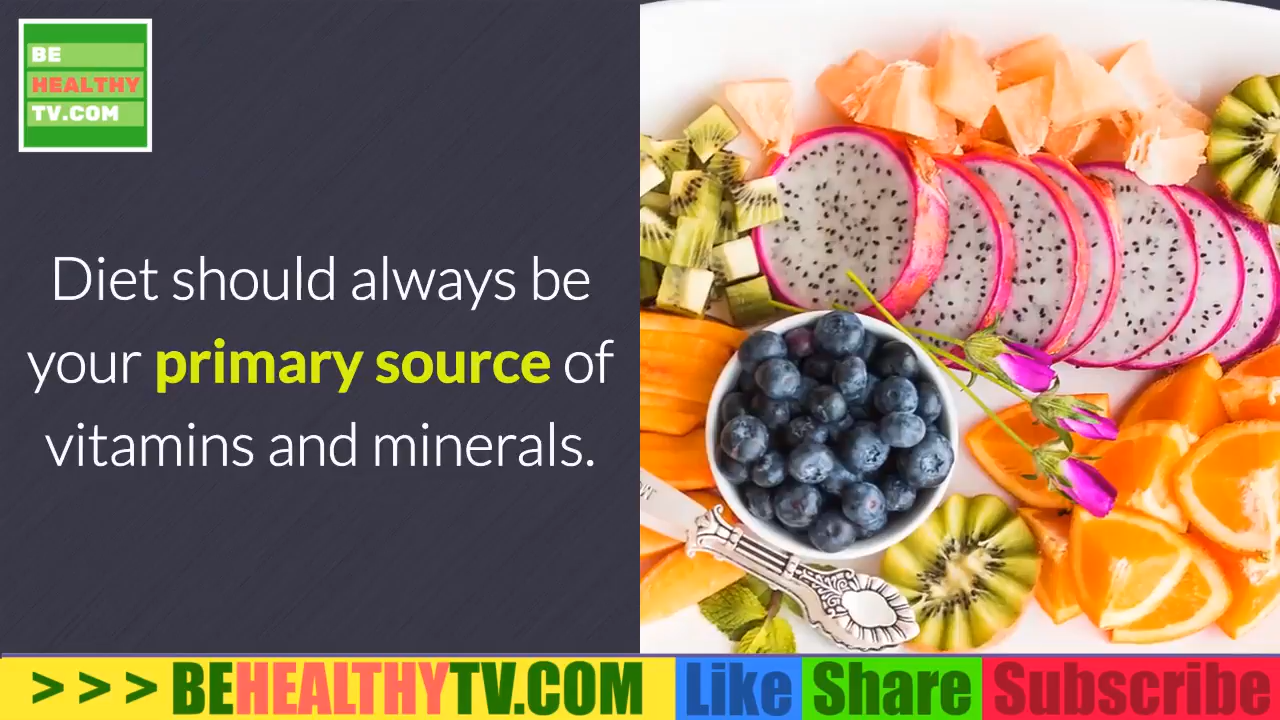 BE
HEALTHY
TV.COM
Diet should always be
your primary source of
vitamins and minerals.
> > > BEHEALTHYTV.COM Like Share Subscribe